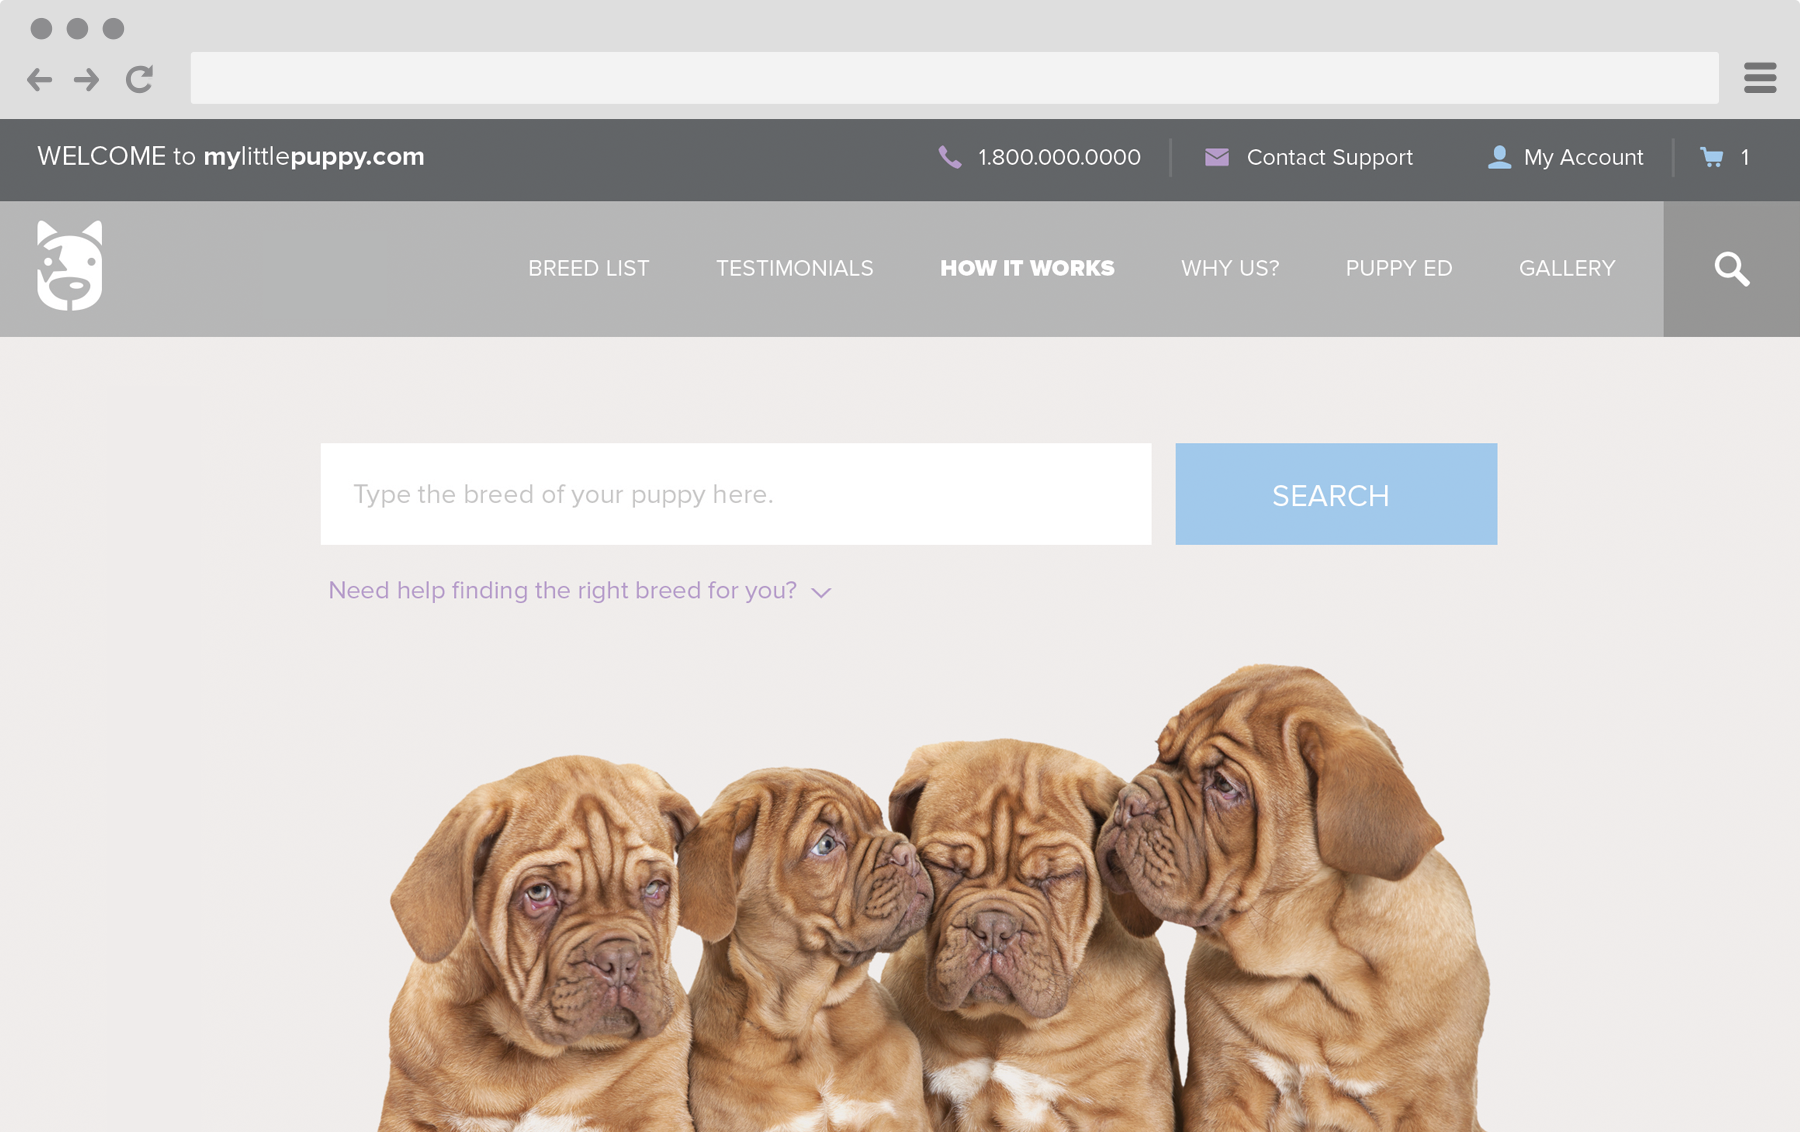 WELCOME to mylittlepuppy.com
1.800.000.0000
Contact Support
My Account
1
BREED LIST
TESTIMONIALS
HOW IT WORKS
WHY US?
PUPPY ED
GALLERY
Type the breed of your puppy here.
SEARCH
Need help finding the right breed for you?